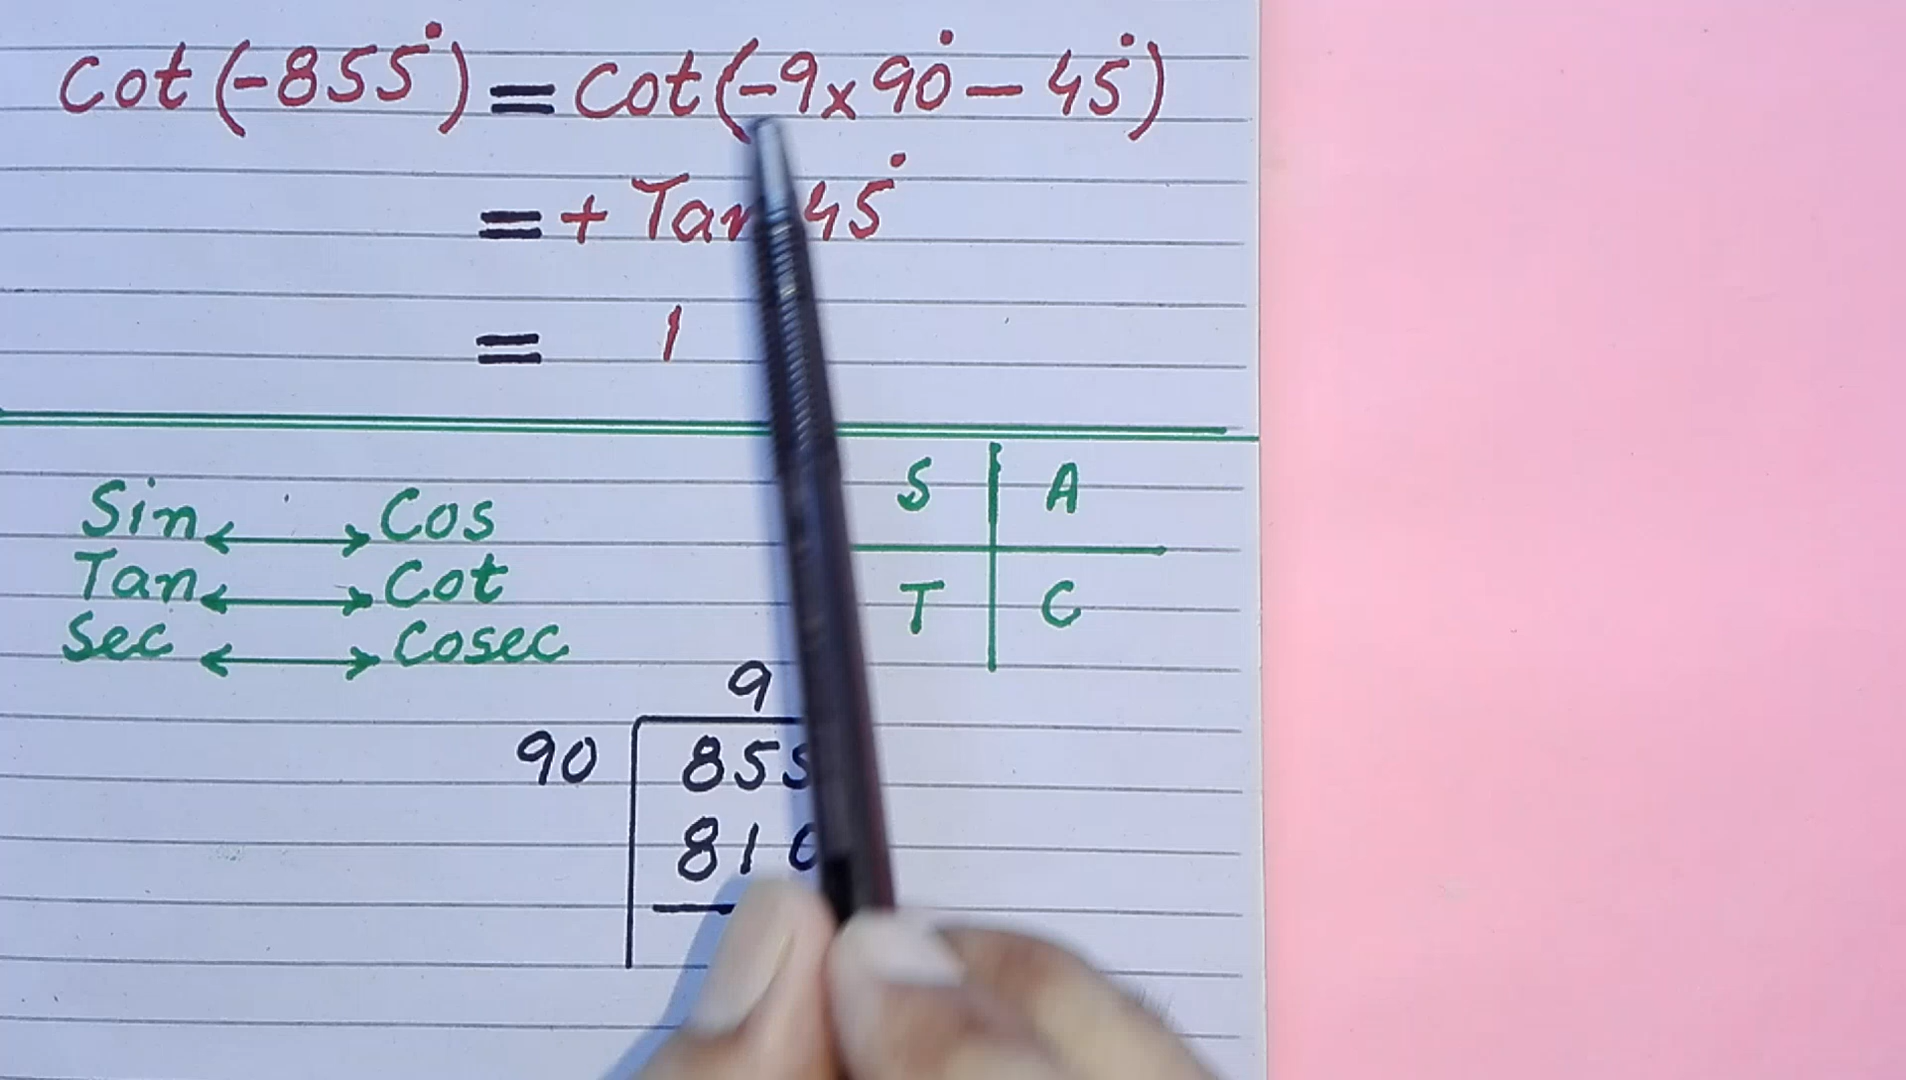 Cot(-855°) = Cot(-9x90° - 45°)
= + Tan 45°
= 1
Sin ↔ Cos
Tan ↔ Cot
Sec ↔ Cosec
S A
T C
9
90 855
810